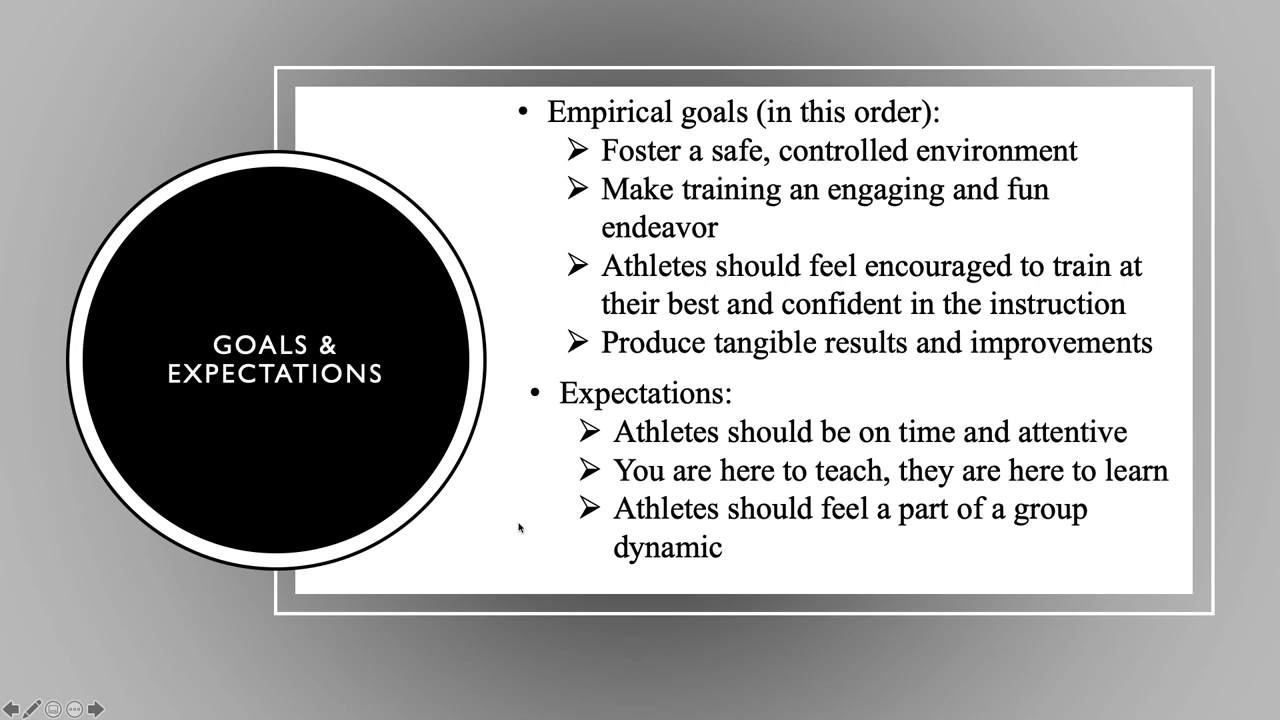 GOALS &
EXPECTATIONS
• Empirical goals (in this order):
➢ Foster a safe, controlled environment
➢ Make training an engaging and fun
endeavor
➢ Athletes should feel encouraged to train at
their best and confident in the instruction
➢ Produce tangible results and improvements
• Expectations:
➢ Athletes should be on time and attentive
➢ You are here to teach, they are here to learn
➢ Athletes should feel a part of a group
dynamic